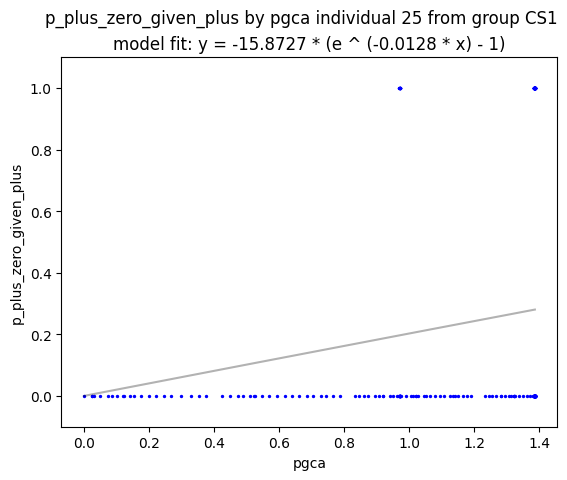 p_plus_zero_given_plus by pgca individual 25 from group CS1
model fit: y = -15.8727 * (e ^ (-0.0128 * x) - 1)
1.0
0.8
0.6
0.4
0.2
0.0
p_plus_zero_given_plus
0.0 0.2 0.4 0.6 0.8 1.0 1.2 1.4
pgca